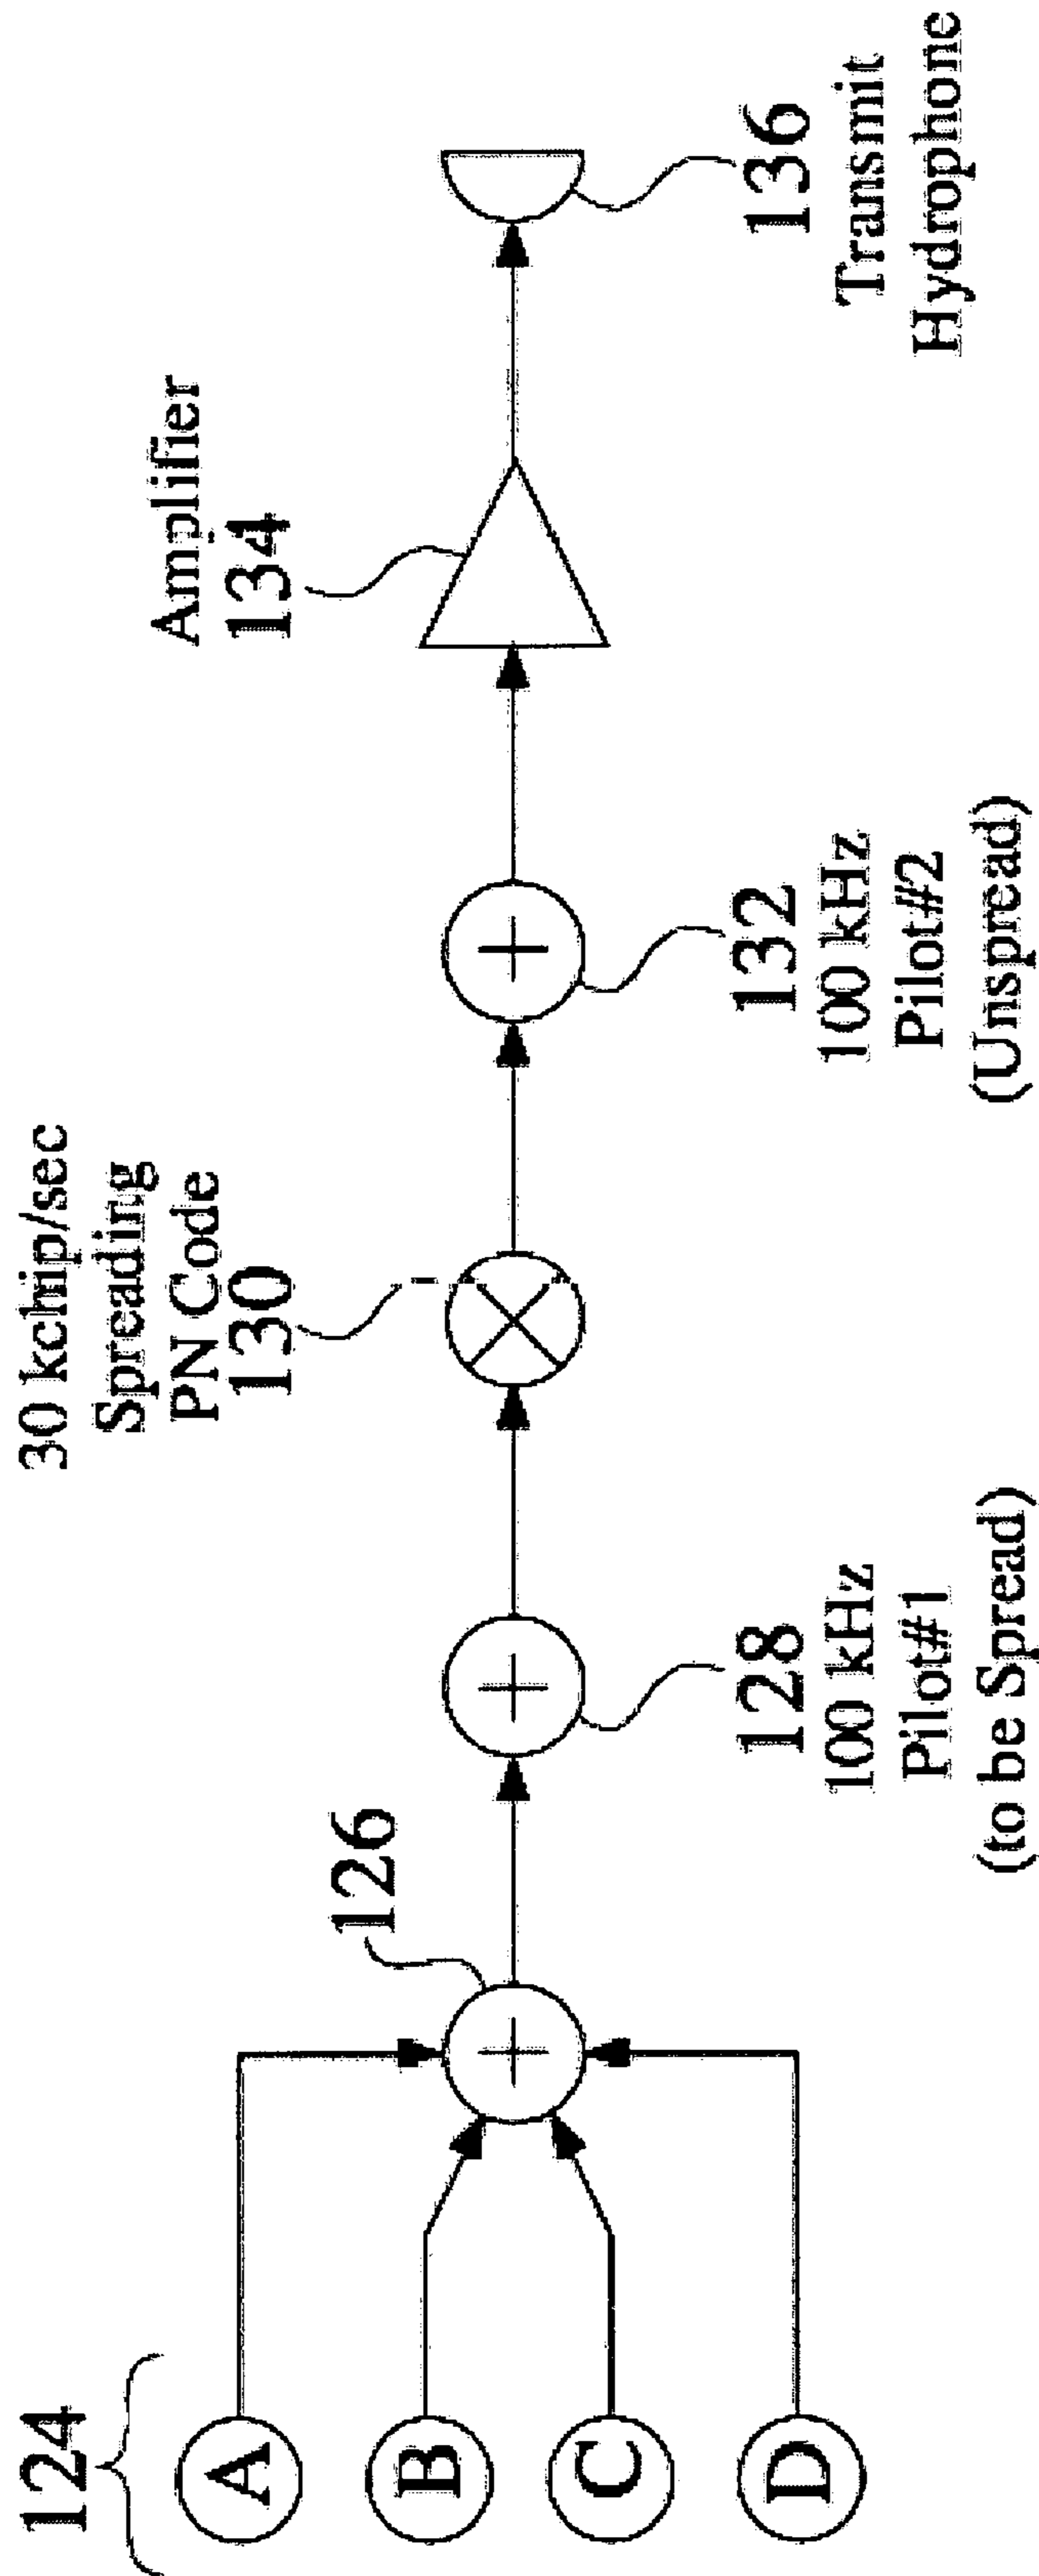 124
A
B
C
D
126
128
100 kHz
Pilot#1
(to be Spread)
30 kchip/sec
Spreading
PN Code
130
132
100 kHz
Pilot#2
(Unspread)
Amplifier
134
136
Transmit
Hydrophone